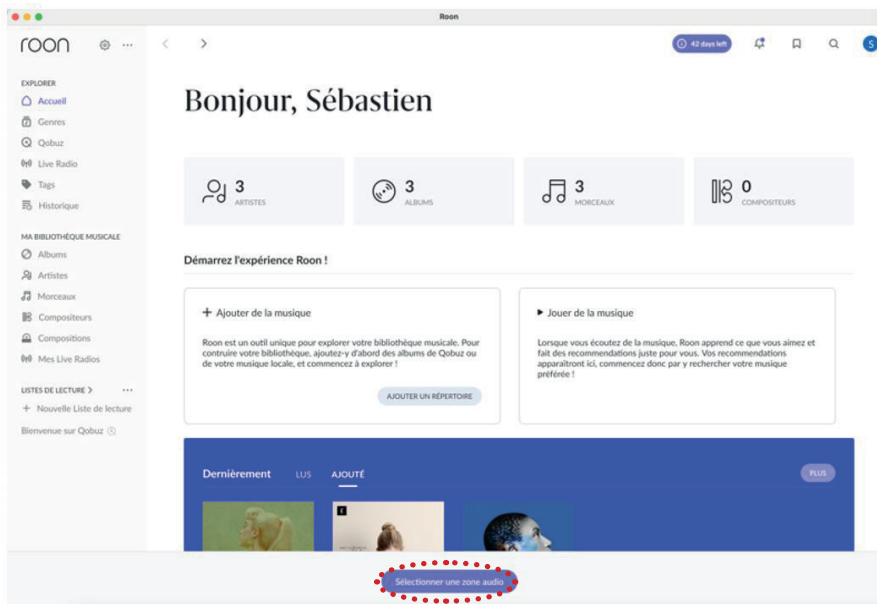 Roon
roon
42 days left
S
EXPLORER
Accueil
Genres
Qobuz
Live Radio
Tags
Historique
MA BIBLIOTHÈQUE MUSICALE
Albums
Artistes
Morceaux
Compositeurs
Compositions
Mes Live Radios
LISTES DE LECTURE >
+ Nouvelle Liste de lecture
Bienvenue sur Qobuz
Bonjour, Sébastien
3
ARTISTES
3
ALBUMS
3
MORCEAUX
0
COMPOSITEURS
Démarrez l'expérience Roon !
+ Ajouter de la musique
Roon est un outil unique pour explorer votre bibliothèque musicale. Pour
contruire votre bibliothèque, ajoutez-y d'abord des albums de Qobuz ou
de votre musique locale, et commencez à explorer !
AJOUTER UN RÉPERTOIRE
Jouer de la musique
Lorsque vous écoutez de la musique, Roon apprend ce que vous aimez et
fait des recommendations juste pour vous. Vos recommendations
apparaîtront ici, commencez donc par y rechercher votre musique
préférée !
Dernièrement
LUS
AJOUTÉ
PLUS
Sélectionner une zone audio